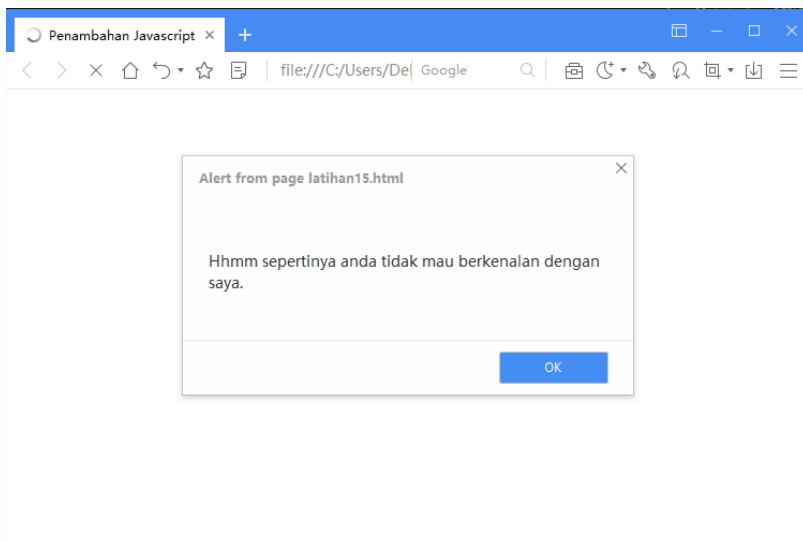 Penambahan Javascript
file:///C:/Users/Del Google
Alert from page latihan15.html
Hhmm sepertinya anda tidak mau berkenalan dengan
saya.
OK